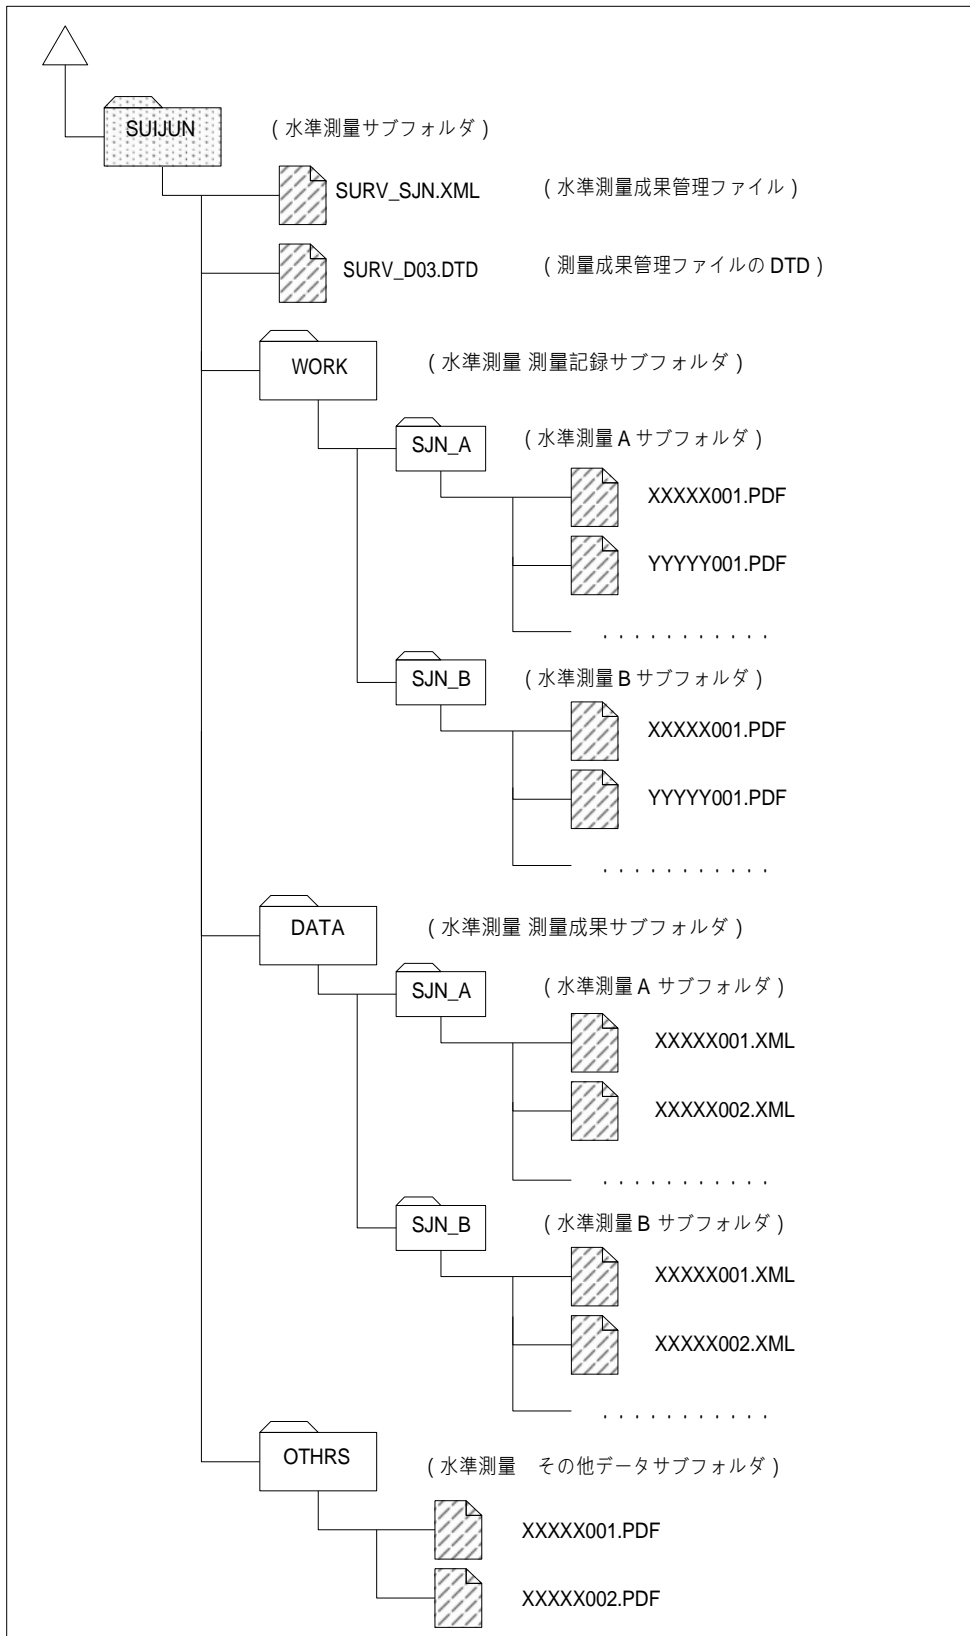 SUIJUN (水準測量サブフォルダ)
SURV_SJN.XML (水準測量成果管理ファイル)
SURV_D03.DTD (測量成果管理ファイルの DTD)
WORK (水準測量 測量記録サブフォルダ)
SJN_A (水準測量 A サブフォルダ)
XXXXX001.PDF
YYYYY001.PDF
...........
SJN_B (水準測量 B サブフォルダ)
XXXXX001.PDF
YYYYY001.PDF
...........
DATA (水準測量 測量成果サブフォルダ)
SJN_A (水準測量 A サブフォルダ)
XXXXX001.XML
XXXXX002.XML
...........
SJN_B (水準測量 B サブフォルダ)
XXXXX001.XML
XXXXX002.XML
...........
OTHRS (水準測量 その他データサブフォルダ)
XXXXX001.PDF
XXXXX002.PDF